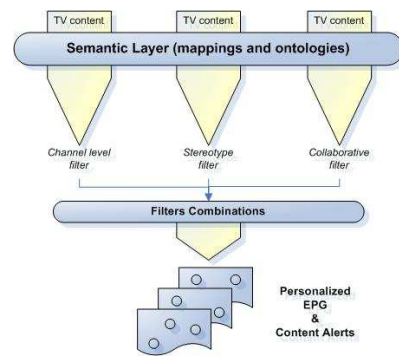 TV content TV content TV content
Semantic Layer (mappings and ontologies)
Channel level Stereotype Collaborative
filter filter filter
Filters Combinations
Personalized
EPG
&
Content Alerts